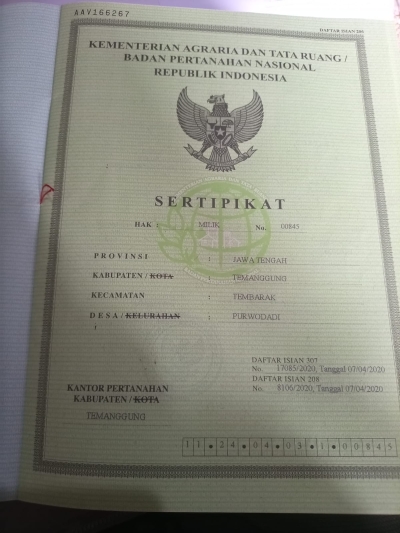 AAV166267
DAFTAR ISIAN 206
KEMENTERIAN AGRARIA DAN TATA RUANG /
BADAN PERTANAHAN NASIONAL
REPUBLIK INDONESIA
SERTIPIKAT
HAK : MILIK No. 00845
PROVINSI : JAWA TENGAH
KABUPATEN / KOTA : TEMANGGUNG
KECAMATAN : TEMBARAK
DESA / KELURAHAN : PURWODADI
DAFTAR ISIAN 307
No. 17085/2020, Tanggal 07/04/2020
DAFTAR ISIAN 208
No. 8106/2020, Tanggal 07/04/2020
KANTOR PERTANAHAN
KABUPATEN / KOTA
TEMANGGUNG
11.24.04.03.1.00845